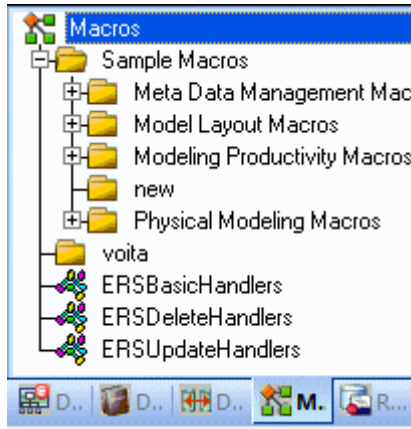 Macros
Sample Macros
Meta Data Management Mac
Model Layout Macros
Modeling Productivity Macros
new
Physical Modeling Macros
voita
ERSBasicHandlers
ERSDeleteHandlers
ERSUpdateHandlers
D.. D.. D.. M. R...